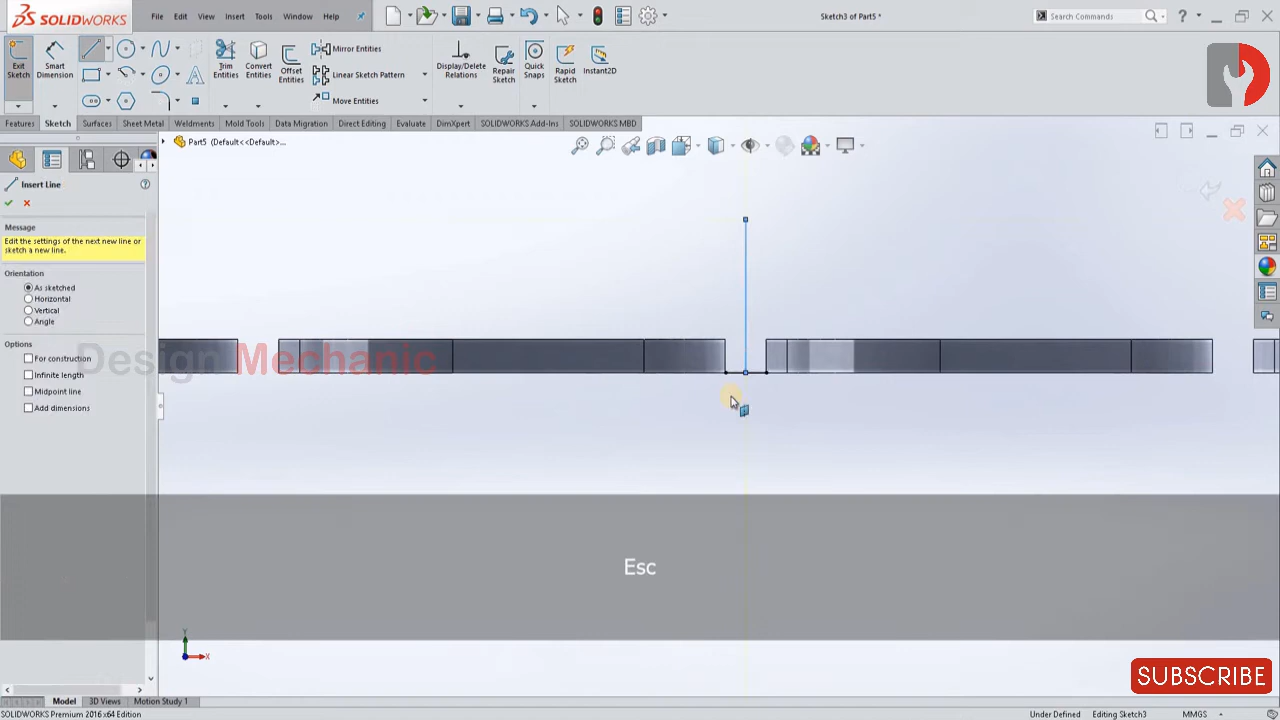 SOLIDWORKS
File Edit View Insert Tools Window Help
Sketch3 of Part5 *
Search Commands
Exit Sketch
Smart Dimension
Trim Entities
Convert Entities
Offset Entities
Mirror Entities
Linear Sketch Pattern
Move Entities
Display/Delete Relations
Repair Sketch
Quick Snaps
Rapid Sketch
Instant2D
Features Sketch Surfaces Sheet Metal Weldments Mold Tools Data Migration Direct Editing Evaluate DimXpert SOLIDWORKS Add-Ins SOLIDWORKS MBD
Part5 (Default<<Default>...
Insert Line
Message
Edit the settings of the next new line or
sketch a new line.
Orientation
As sketched
Horizontal
Vertical
Angle
Options
For construction
Infinite length
Midpoint line
Add dimensions
Design Mechanic
Esc
Y
X
SUBSCRIBE
Model 3D Views Motion Study 1
SOLIDWORKS Premium 2016 x64 Edition
Under Defined Editing Sketch3 MMGS